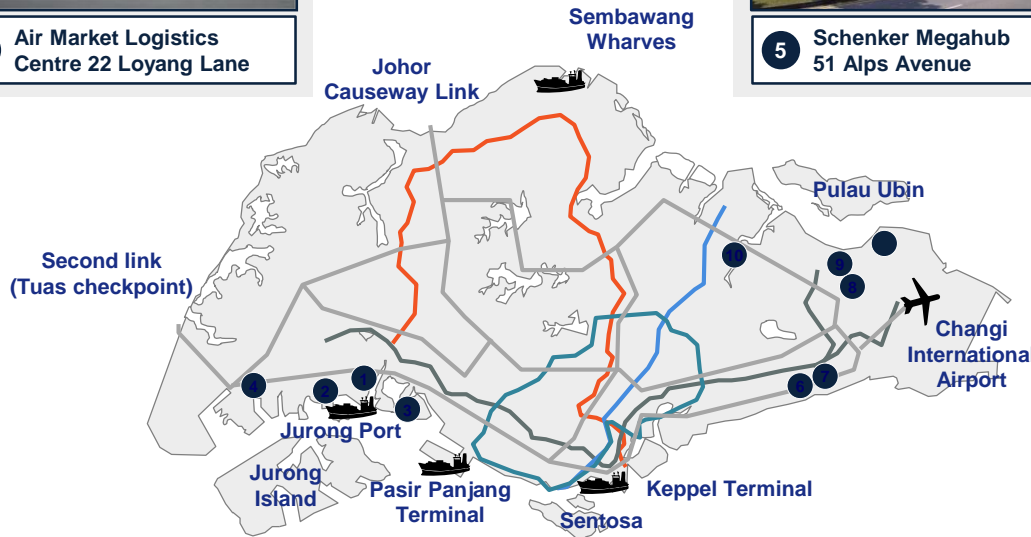 Air Market Logistics
Centre 22 Loyang Lane
5
Schenker Megahub
51 Alps Avenue
Sembawang
Wharves
Johor
Causeway Link
Pulau Ubin
Second link
(Tuas checkpoint)
10
9
8
Changi
International
Airport
4
2
1
3
6
7
Jurong Port
Jurong
Island
Pasir Panjang
Terminal
Keppel Terminal
Sentosa